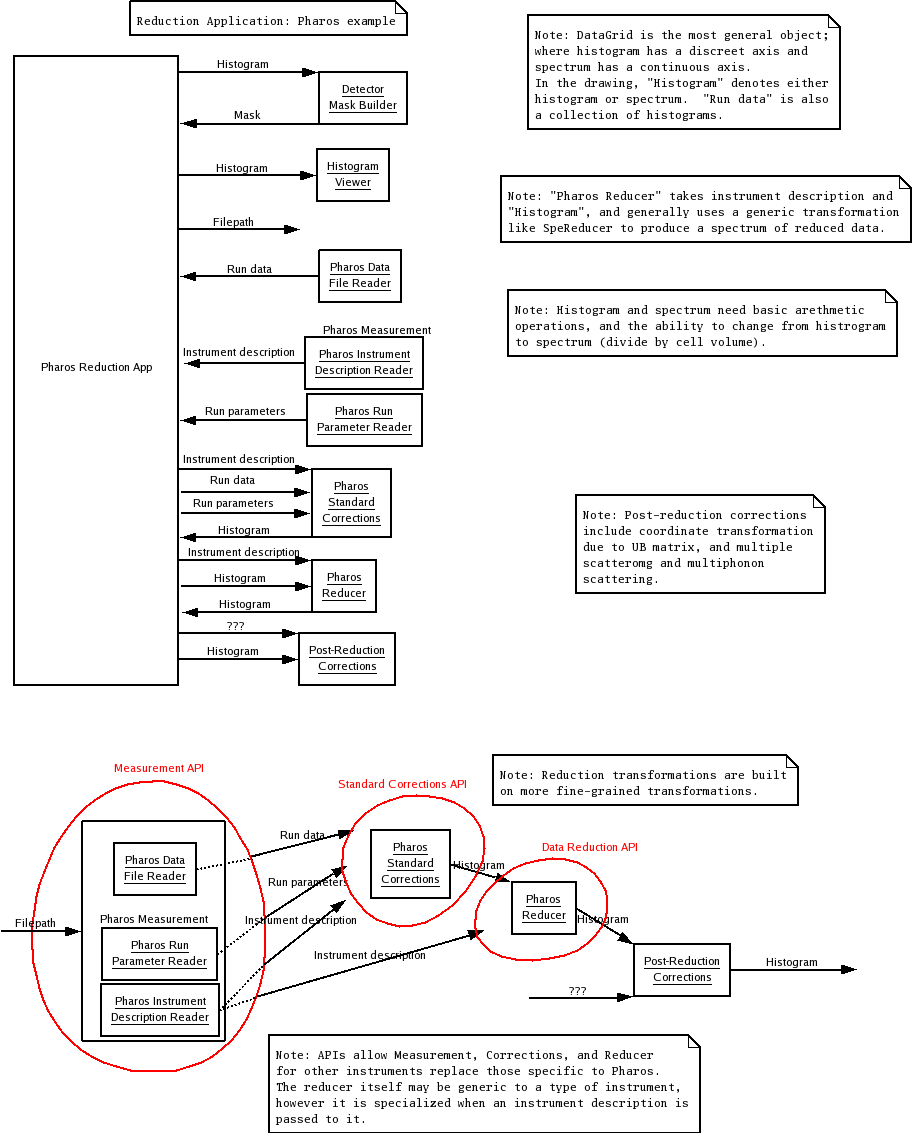 Reduction Application: Pharos example
Note: DataGrid is the most general object;
where histogram has a discreet axis and
spectrum has a continuous axis.
In the drawing, "Histogram" denotes either
histogram or spectrum.  "Run data" is also
a collection of histograms.
Histogram
Detector
Mask Builder
Mask
Histogram
Histogram
Viewer
Note: "Pharos Reducer" takes instrument description and
"Histogram", and generally uses a generic transformation
like SpeReducer to produce a spectrum of reduced data.
Filepath
Run data
Pharos Data
File Reader
Note: Histogram and spectrum need basic arethmetic
operations, and the ability to change from histrogram
to spectrum (divide by cell volume).
Pharos Measurement
Instrument description
Pharos Instrument
Description Reader
Pharos Reduction App
Run parameters
Pharos Run
Parameter Reader
Instrument description
Run data
Run parameters
Histogram
Pharos
Standard
Corrections
Note: Post-reduction corrections
include coordinate transformation
due to UB matrix, and multiple
scatteromg and multiphonon
scattering.
Instrument description
Histogram
Histogram
Pharos
Reducer
???
Histogram
Post-Reduction
Corrections
Measurement API
Standard Corrections API
Note: Reduction transformations are built
on more fine-grained transformations.
Data Reduction API
Filepath
Pharos Data
File Reader
Pharos Measurement
Pharos Run
Parameter Reader
Pharos Instrument
Description Reader
Run data
Run parameters
Instrument description
Instrument description
Pharos
Standard
Corrections
Histogram
Pharos
Reducer
Histogram
Post-Reduction
Corrections
???
Histogram
Note: APIs allow Measurement, Corrections, and Reducer
for other instruments replace those specific to Pharos.
The reducer itself may be generic to a type of instrument,
however it is specialized when an instrument description is
passed to it.